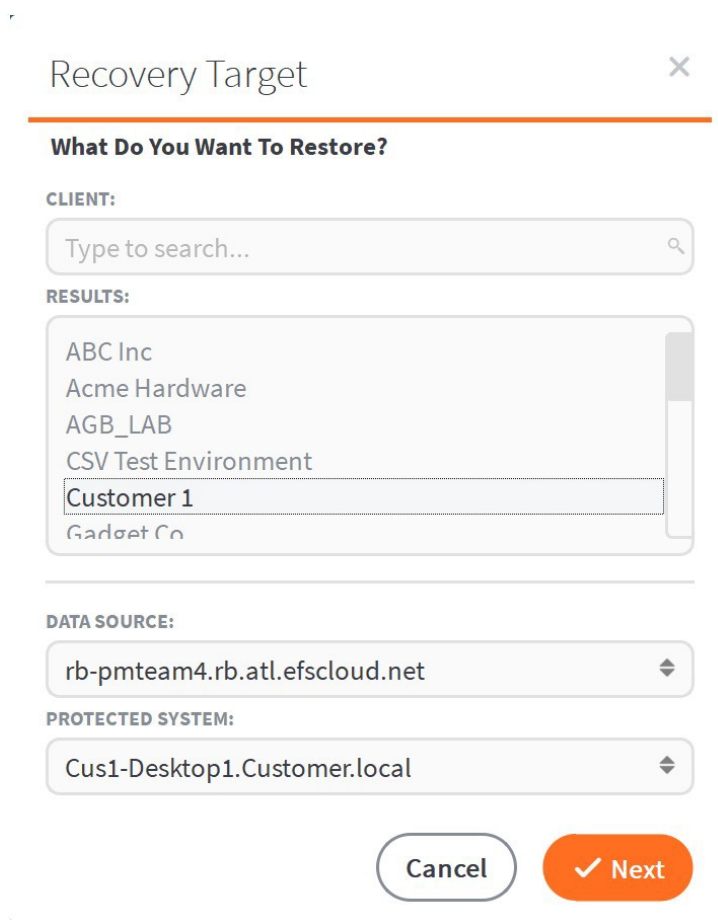 Recovery Target
What Do You Want To Restore?
CLIENT:
Type to search...
RESULTS:
ABC Inc
Acme Hardware
AGB_LAB
CSV Test Environment
Customer 1
Gadget Co
DATA SOURCE:
rb-pmteam4.rb.atl.efscloud.net
PROTECTED SYSTEM:
Cus1-Desktop1.Customer.local
Cancel
Next